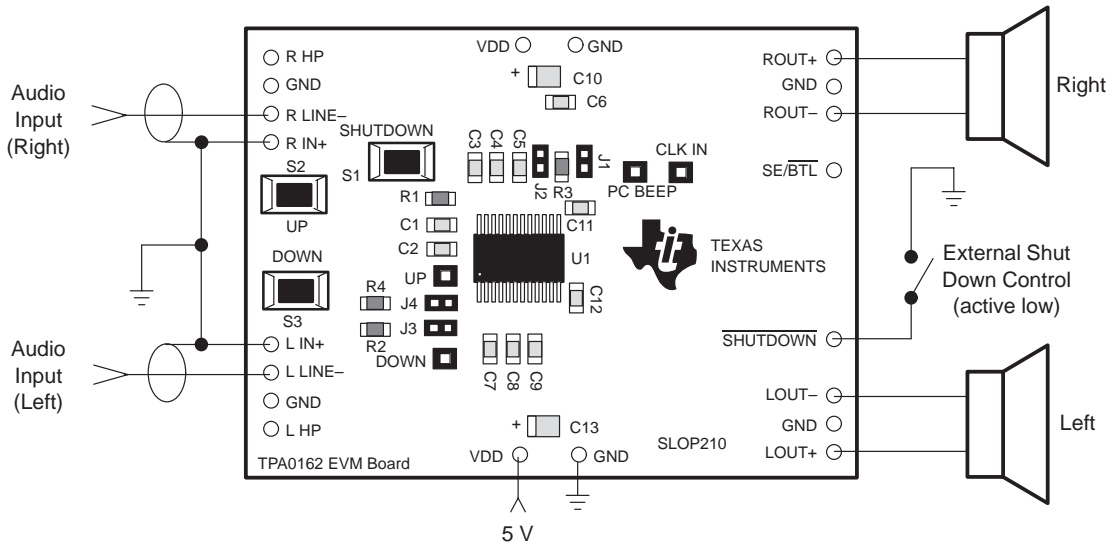 VDD
GND
R HP
GND
R LINE–
R IN+
Audio
Input
(Right)
SHUTDOWN
S1
S2
UP
DOWN
S3
+
C10
C6
C3
C4
C5
J2
R3
J1
PC BEEP
CLK IN
R1
C1
C2
C11
U1
UP
R4
J4
J3
R2
DOWN
C12
C7
C8
C9
TEXAS
INSTRUMENTS
ROUT+
GND
ROUT–
Right
SE/BTL
External Shut
Down Control
(active low)
SHUTDOWN
Audio
Input
(Left)
L IN+
L LINE–
GND
L HP
LOUT–
GND
LOUT+
Left
+
C13
SLOP210
TPA0162 EVM Board
VDD
GND
5 V